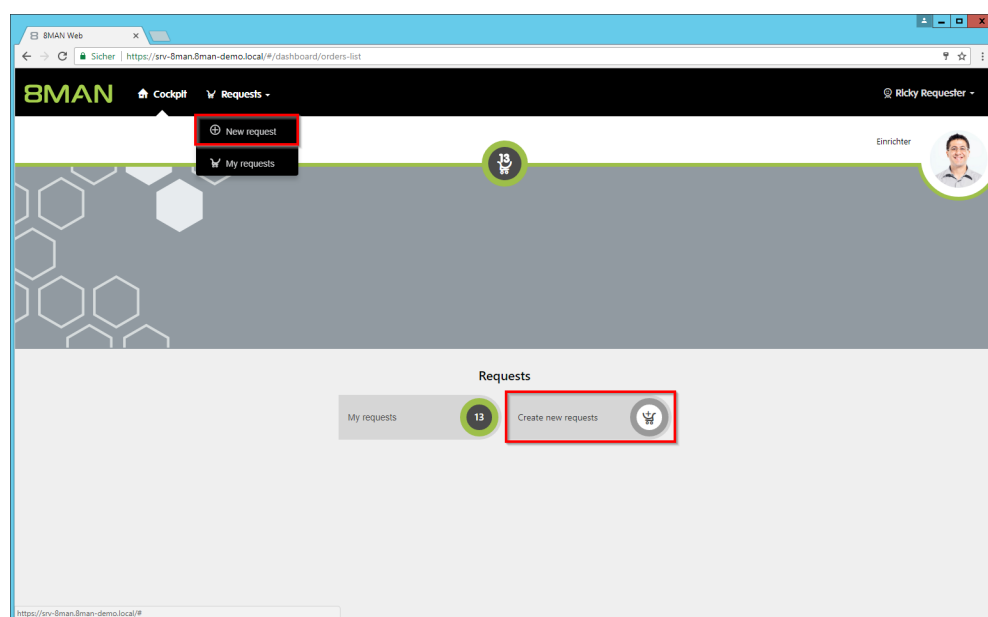 8MAN Web
Sicher | https://srv-8man.8man-demo.local/#/dashboard/orders-list
8MAN Cockpit Requests Ricky Requester
New request
Einrichter
My requests
13
Requests
My requests 13 Create new requests
https://srv-8man.8man-demo.local/#